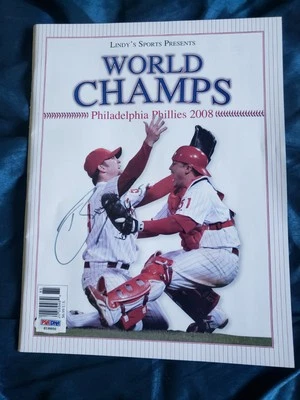 LINDY'S SPORTS PRESENTS
WORLD
CHAMPS
Philadelphia Phillies 2008
51
PSA/DNA